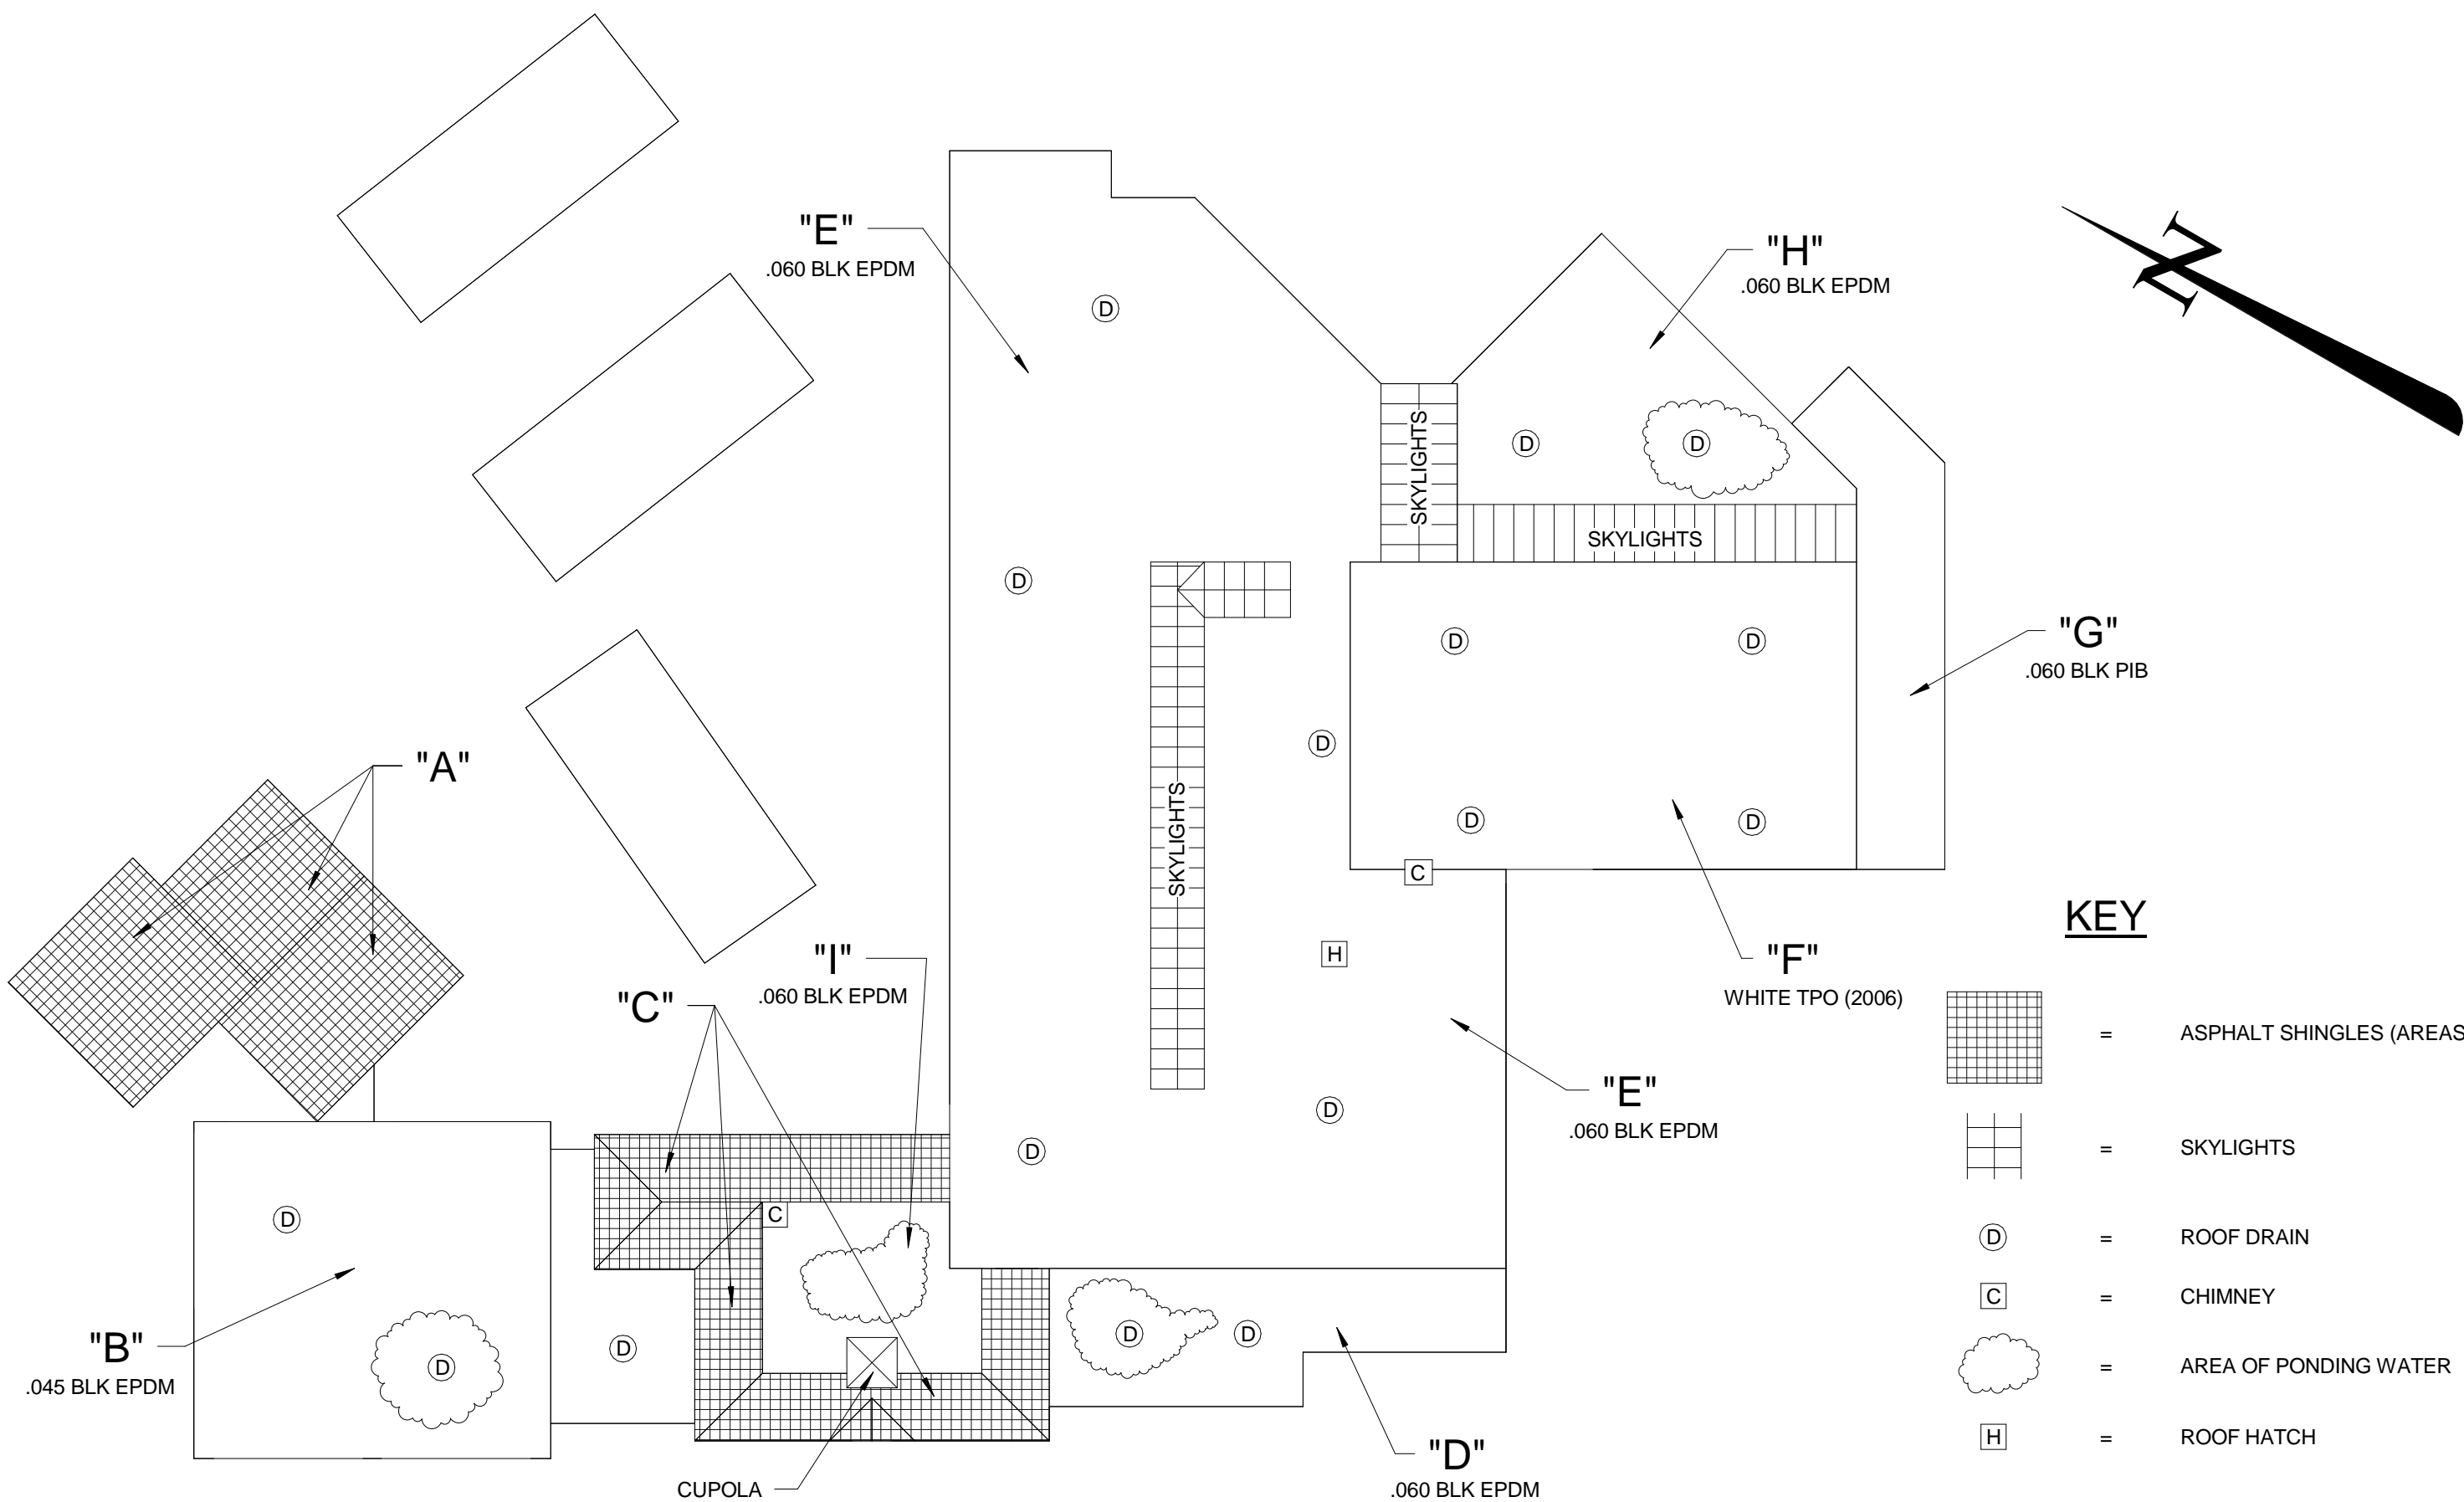 "E"
.060 BLK EPDM
"H"
.060 BLK EPDM
N
D
SKYLIGHTS
D
D
SKYLIGHTS
D
"G"
.060 BLK PIB
D
D
D
"A"
SKYLIGHTS
D
D
C
KEY
"I"
.060 BLK EPDM
H
"F"
WHITE TPO (2006)
"C"
= ASPHALT SHINGLES (AREAS
"E"
.060 BLK EPDM
D
D
= SKYLIGHTS
D
C
D = ROOF DRAIN
C = CHIMNEY
"B"
.045 BLK EPDM
D
D
D
D
= AREA OF PONDING WATER
H = ROOF HATCH
"D"
.060 BLK EPDM
CUPOLA